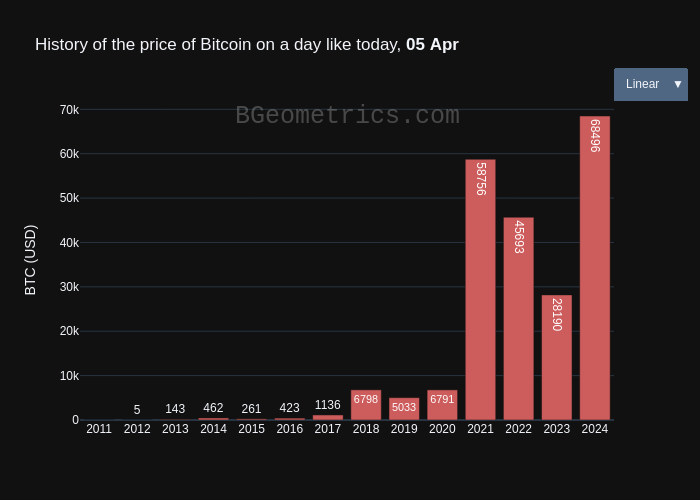 History of the price of Bitcoin on a day like today, 05 Apr
Linear ▼
BGeometrics.com
BTC (USD)
70k
60k
50k
40k
30k
20k
10k
0
5
143
462
261
423
1136
6798
5033
6791
58756
45693
28190
68496
2011 2012 2013 2014 2015 2016 2017 2018 2019 2020 2021 2022 2023 2024